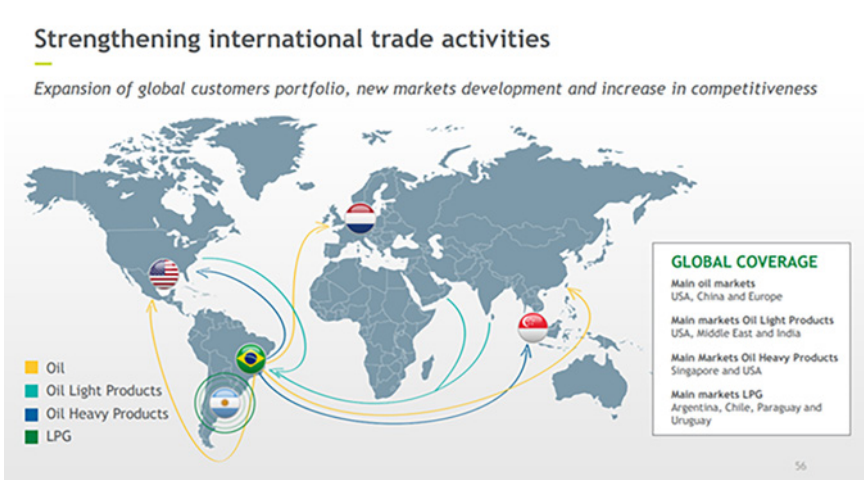 Strengthening international trade activities
Expansion of global customers portfolio, new markets development and increase in competitiveness
GLOBAL COVERAGE
Main oil markets
USA, China and Europe
Main markets Oil Light Products
USA, Middle East and India
Main Markets Oil Heavy Products
Singapore and USA
Main markets LPG
Argentina, Chile, Paraguay and
Uruguay
Oil
Oil Light Products
Oil Heavy Products
LPG
56